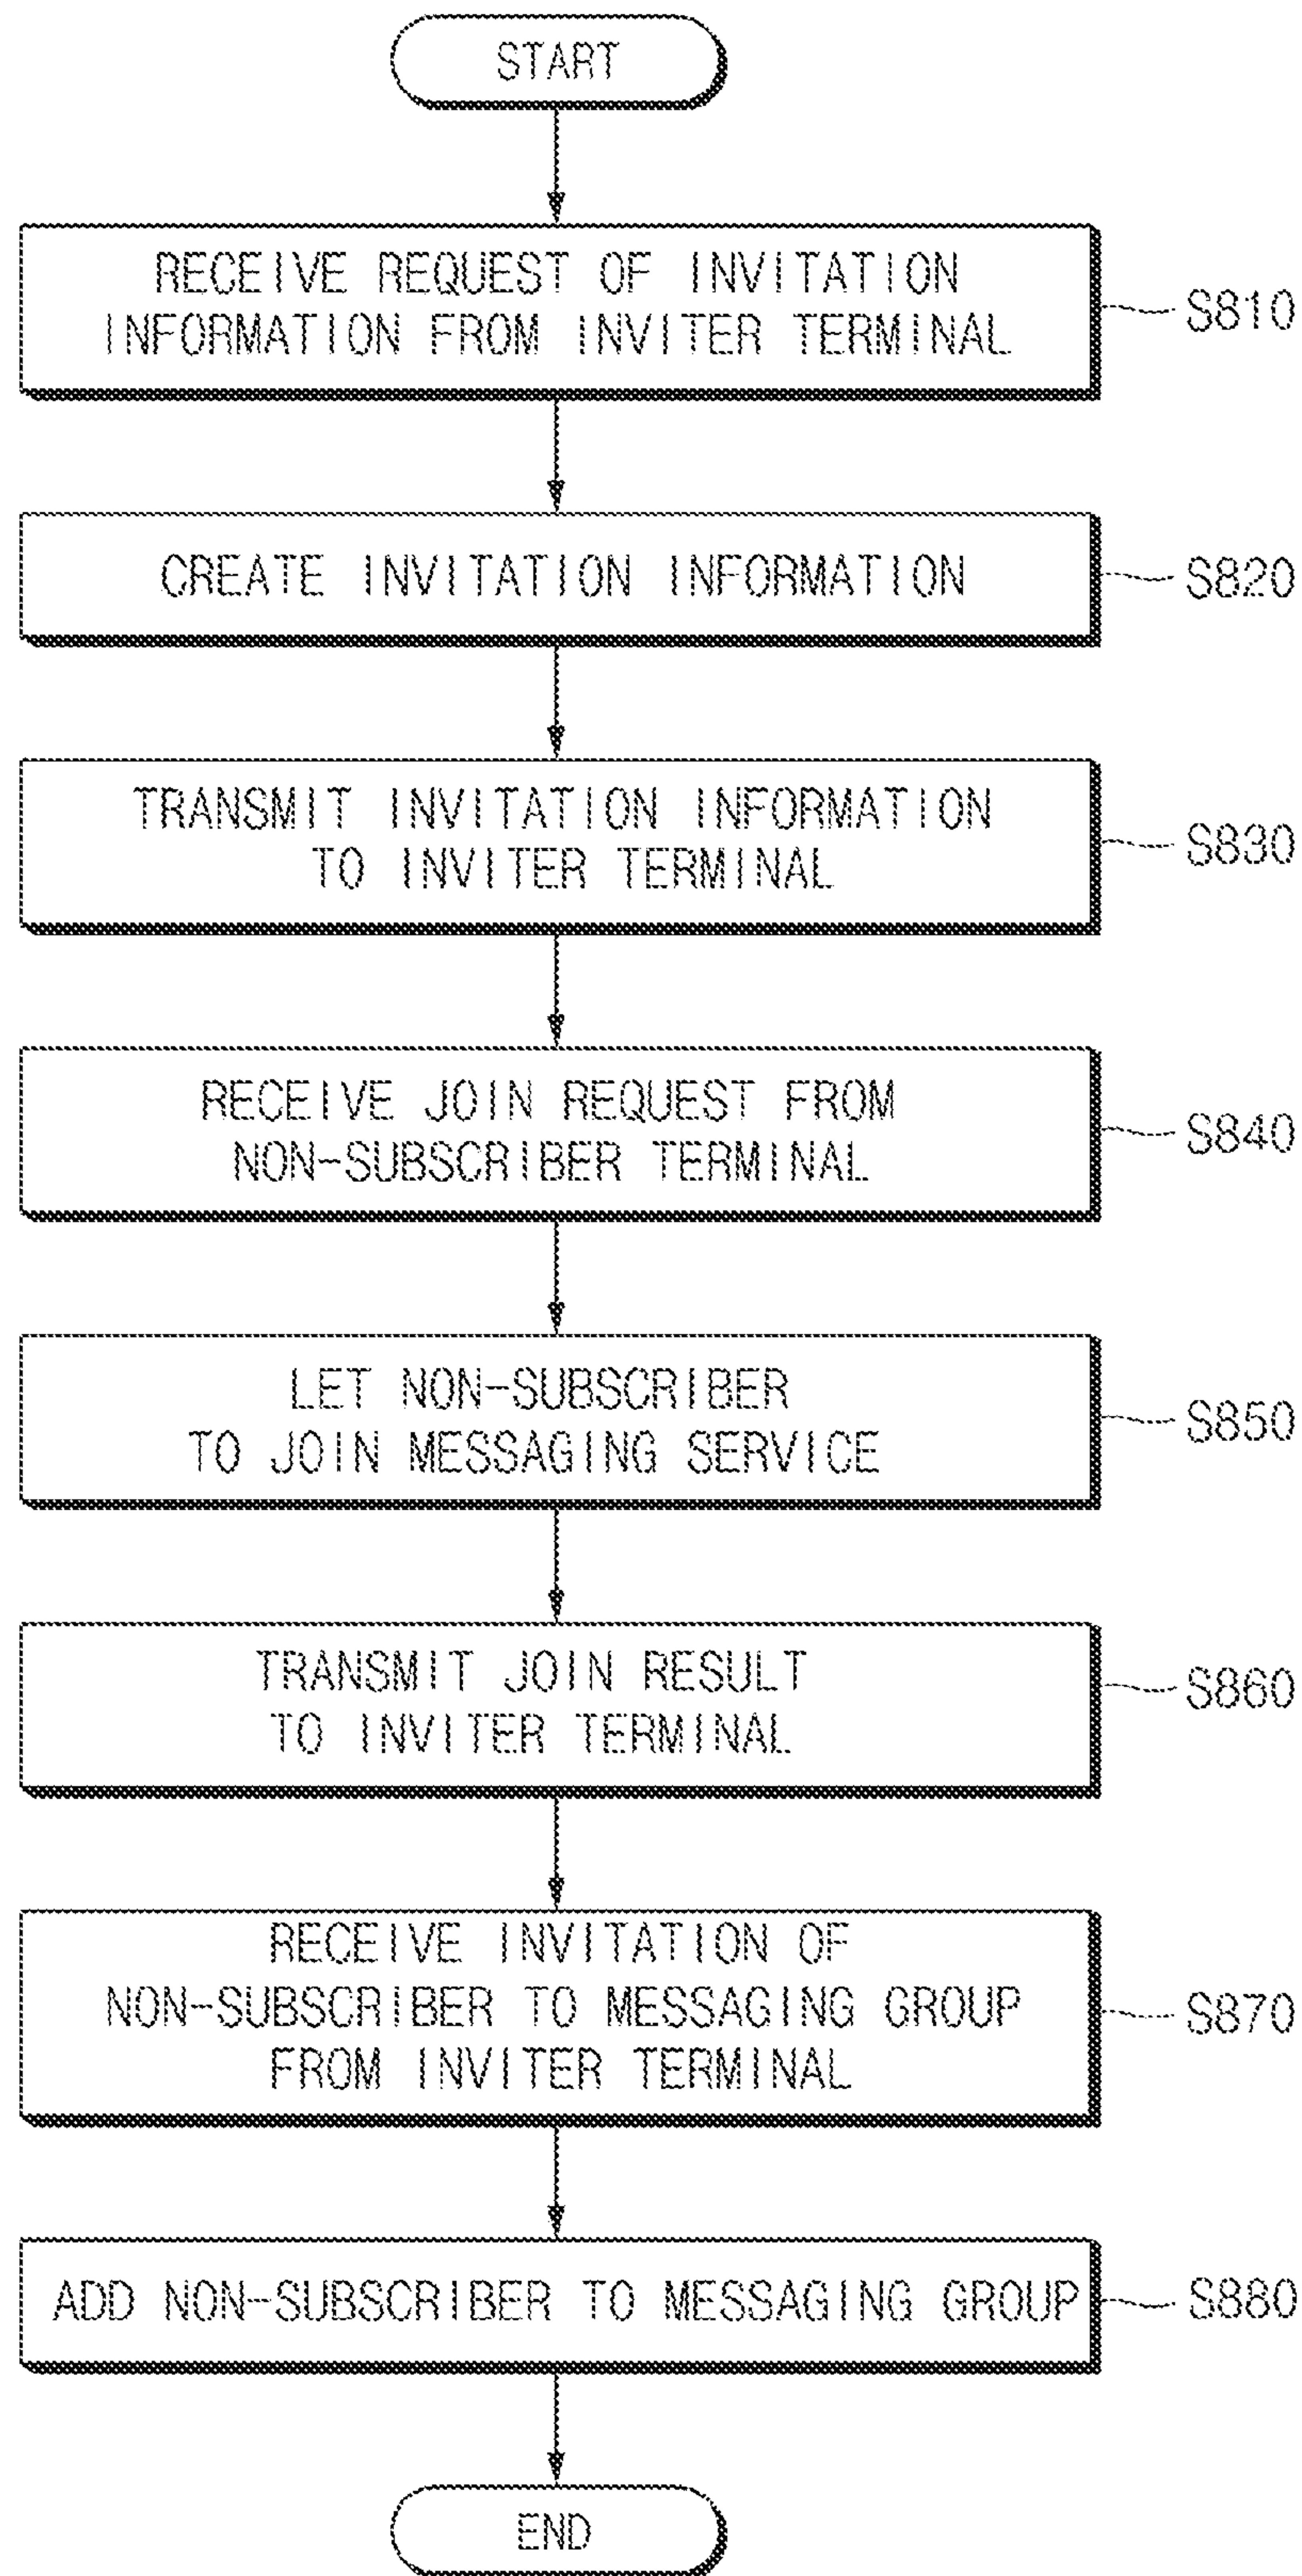 START
RECEIVE REQUEST OF INVITATION
INFORMATION FROM INVITER TERMINAL
S810
CREATE INVITATION INFORMATION
S820
TRANSMIT INVITATION INFORMATION
TO INVITER TERMINAL
S830
RECEIVE JOIN REQUEST FROM
NON-SUBSCRIBER TERMINAL
S840
LET NON-SUBSCRIBER
TO JOIN MESSAGING SERVICE
S850
TRANSMIT JOIN RESULT
TO INVITER TERMINAL
S860
RECEIVE INVITATION OF
NON-SUBSCRIBER TO MESSAGING GROUP
FROM INVITER TERMINAL
S870
ADD NON-SUBSCRIBER TO MESSAGING GROUP
S880
END